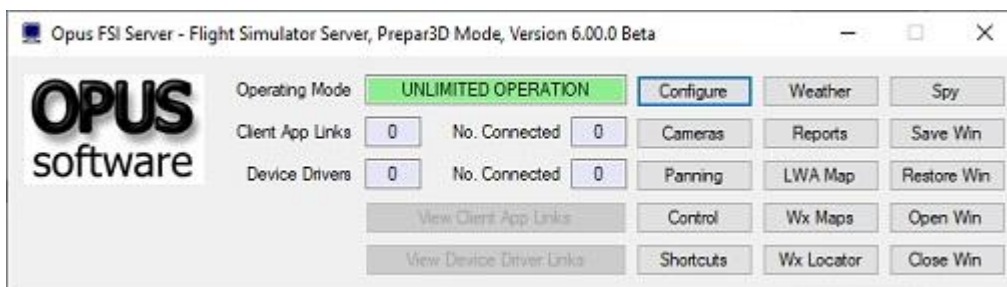 Opus FSI Server - Flight Simulator Server, Prepar3D Mode, Version 6.00.0 Beta
OPUS
software
Operating Mode UNLIMITED OPERATION Configure Weather Spy
Client App Links 0 No. Connected 0 Cameras Reports Save Win
Device Drivers 0 No. Connected 0 Panning LWA Map Restore Win
View Client App Links Control Wx Maps Open Win
View Device Driver Links Shortcuts Wx Locator Close Win